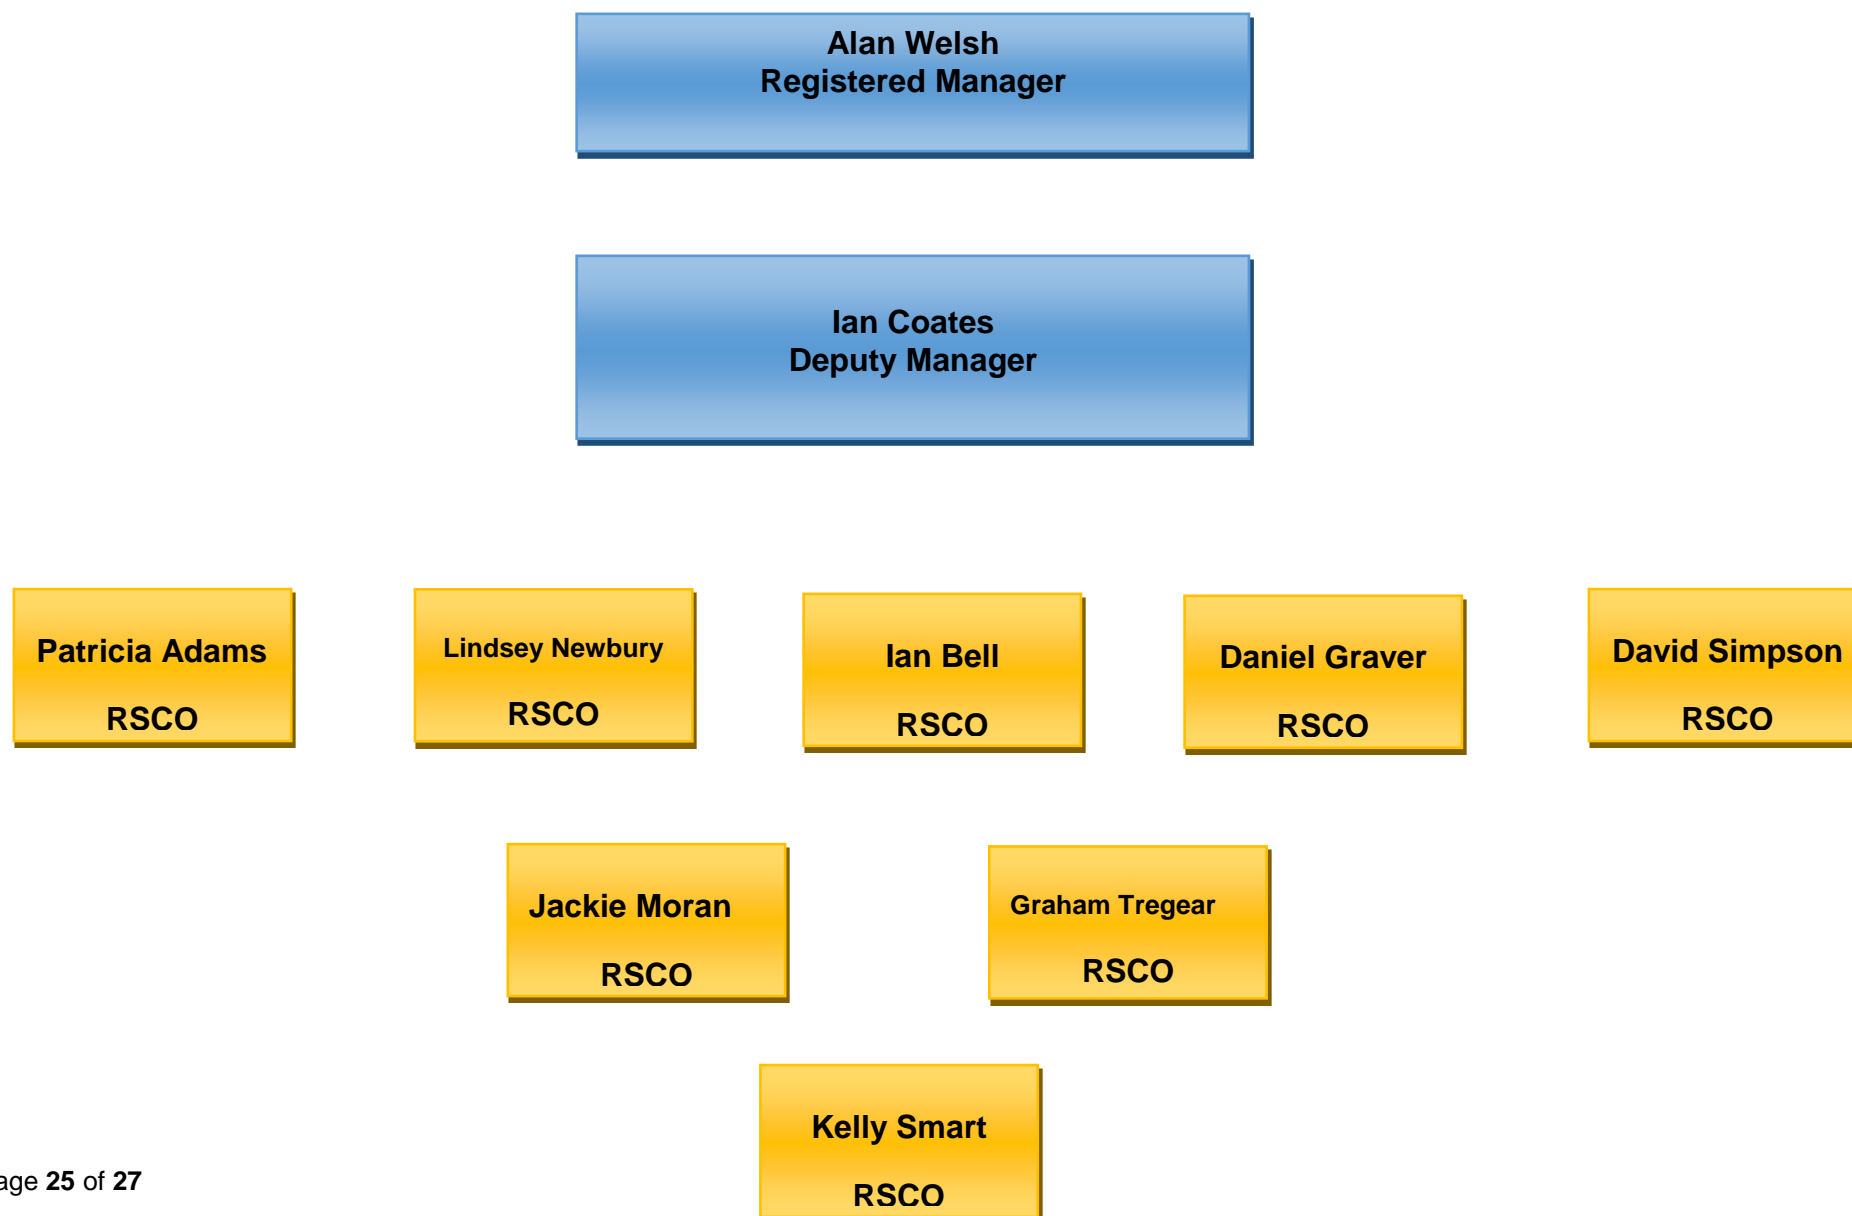 Alan Welsh
Registered Manager
Ian Coates
Deputy Manager
Patricia Adams
RSCO
Lindsey Newbury
RSCO
Ian Bell
RSCO
Daniel Graver
RSCO
David Simpson
RSCO
Jackie Moran
RSCO
Graham Tregear
RSCO
Kelly Smart
RSCO
age 25 of 27